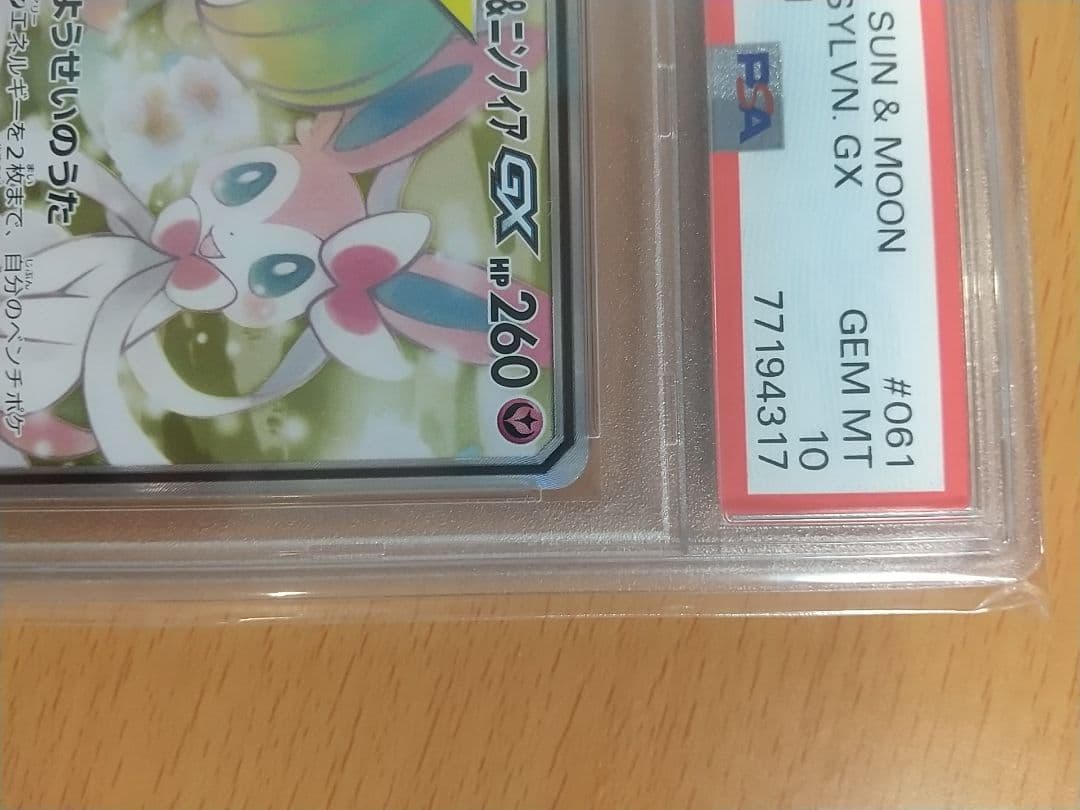 SUN & MOON #061
SYLVN. GX GEM MT
10
PSA 77194317
&ニンフィアGX HP 260
ようせいのうた
エネルギーを2枚まで、自分のベンチポケ